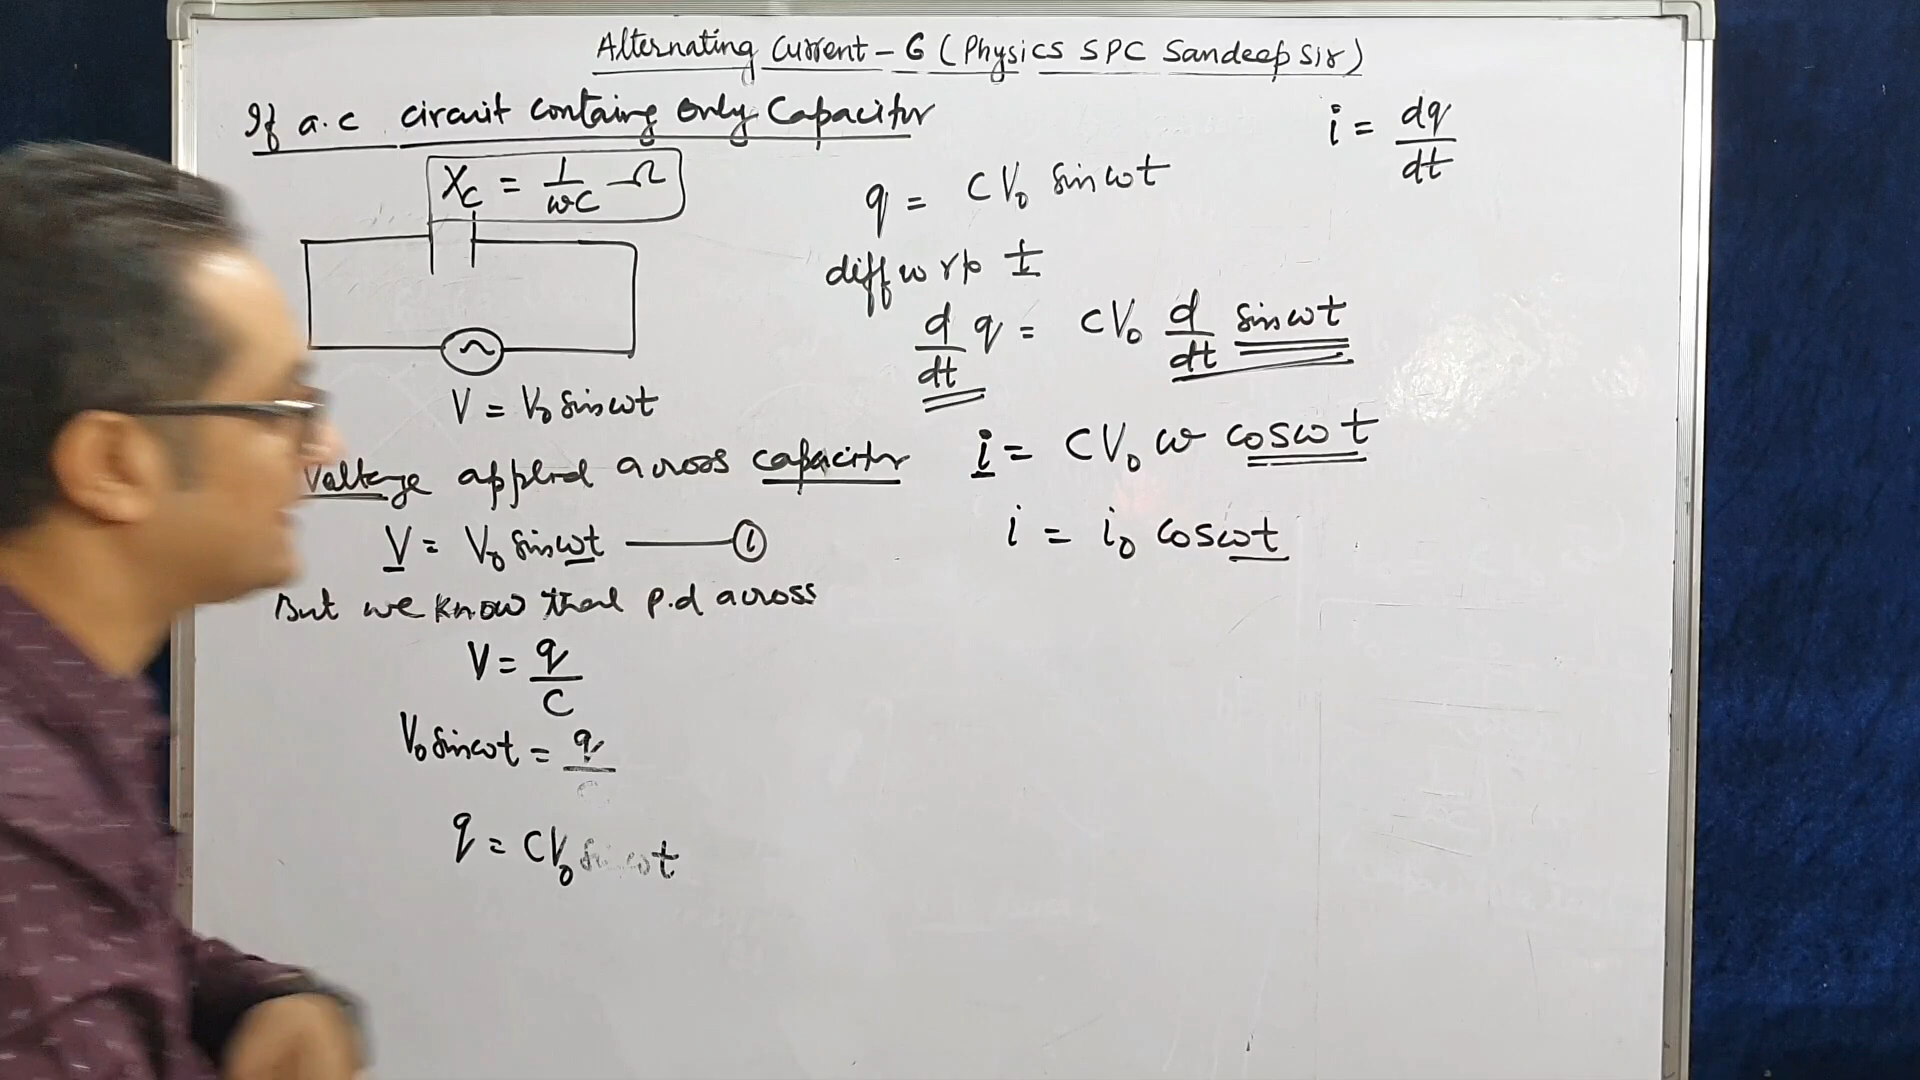 Alternating Current - 6 (Physics SPC Sandeep Sir)
If a.c circuit containg only Capacitor
X_C = 1/ωC Ω
V = V₀ sinωt
Voltage applied across capacitor
V = V₀ sinωt ——— ①
But we know that p.d across
V = q/C
V₀ sinωt = q/C
q = CV₀ sinωt
i = dq/dt
q = CV₀ sinωt
diff w r to t
d/dt q = CV₀ d/dt sinωt
i = CV₀ ω cosωt
i = i₀ cosωt